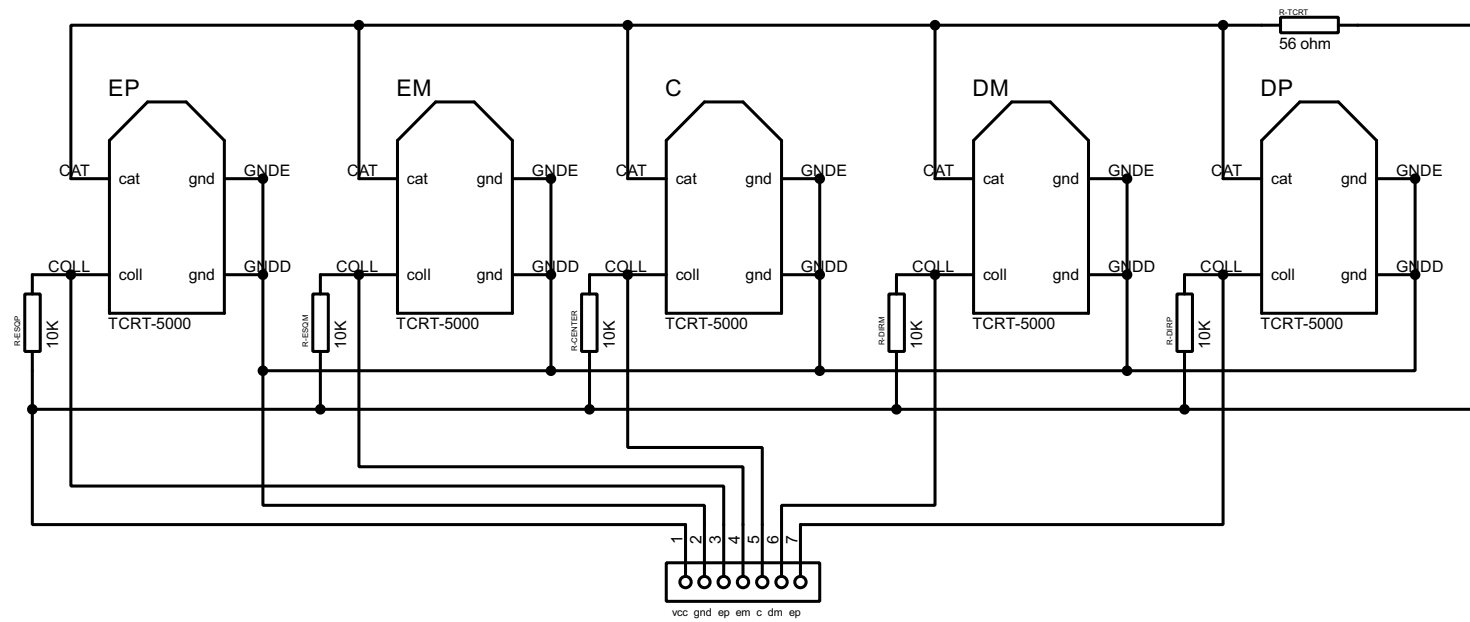 R-TCRT
56 ohm
EP EM C DM DP
CAT cat gnd GNDE CAT cat gnd GNDE CAT cat gnd GNDE CAT cat gnd GNDE CAT cat gnd GNDE
COLL coll gnd GNDD COLL coll gnd GNDD COLL coll gnd GNDD COLL coll gnd GNDD COLL coll gnd GNDD
R-ESQP 10K R-ESQM 10K R-CENTER 10K R-DIRM 10K R-DIRP 10K
TCRT-5000 TCRT-5000 TCRT-5000 TCRT-5000 TCRT-5000
1 2 3 4 5 6 7
vcc gnd ep em c dm ep